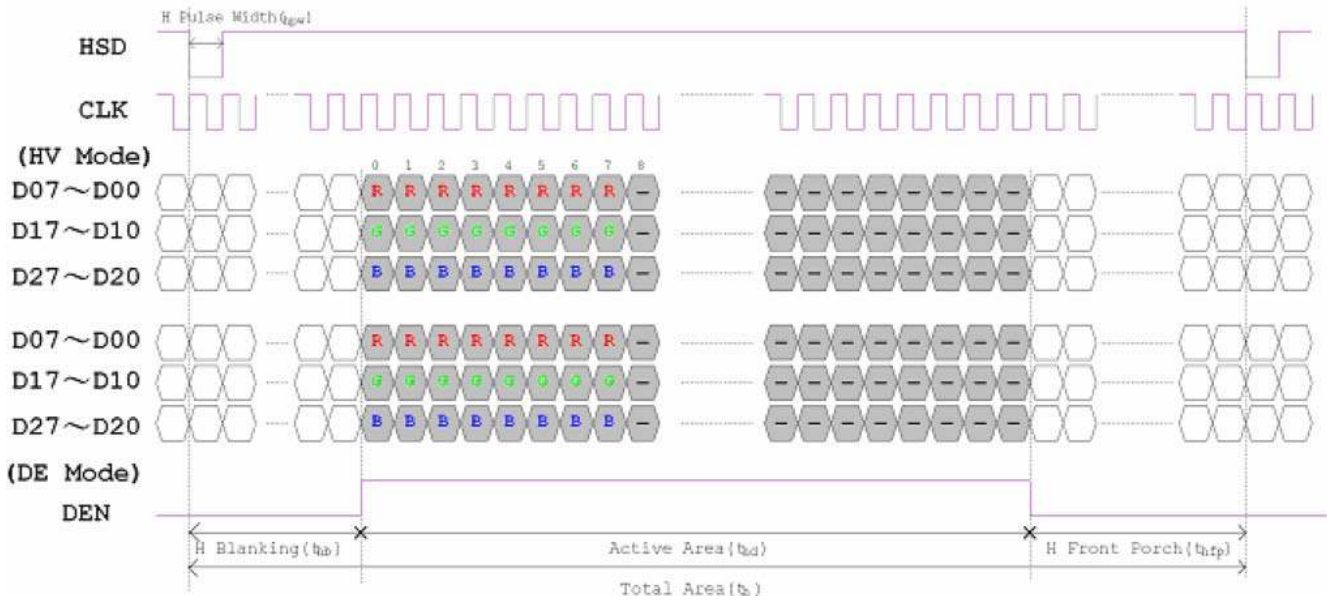 H Pulse Width(thpw)
HSD
CLK
(HV Mode)
0 1 2 3 4 5 6 7 8
D07~D00 R R R R R R R R - - - - - - - - -
D17~D10 G G G G G G G G - - - - - - - - -
D27~D20 B B B B B B B B - - - - - - - - -
D07~D00 R R R R R R R R - - - - - - - - -
D17~D10 G G G G G G G G - - - - - - - - -
D27~D20 B B B B B B B B - - - - - - - - -
(DE Mode)
DEN
H Blanking(thb) Active Area(thd) H Front Porch(thfp)
Total Area(th)